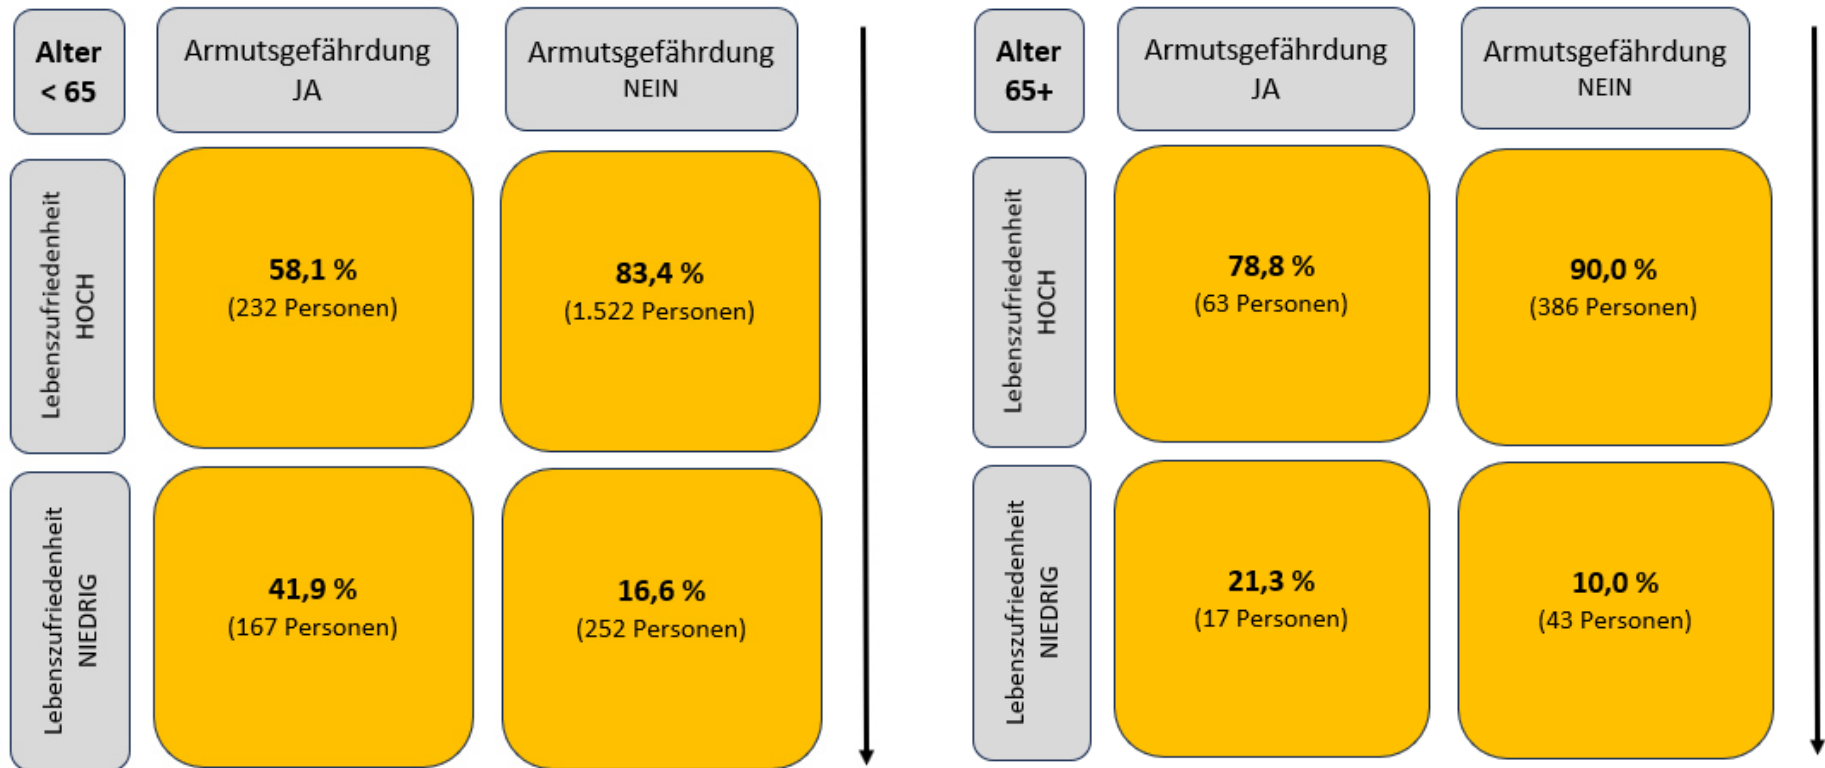 Alter
< 65
Armutsgefährdung
JA
Armutsgefährdung
NEIN
Lebenszufriedenheit
HOCH
58,1 %
(232 Personen)
83,4 %
(1.522 Personen)
Lebenszufriedenheit
NIEDRIG
41,9 %
(167 Personen)
16,6 %
(252 Personen)
Alter
65+
Armutsgefährdung
JA
Armutsgefährdung
NEIN
Lebenszufriedenheit
HOCH
78,8 %
(63 Personen)
90,0 %
(386 Personen)
Lebenszufriedenheit
NIEDRIG
21,3 %
(17 Personen)
10,0 %
(43 Personen)